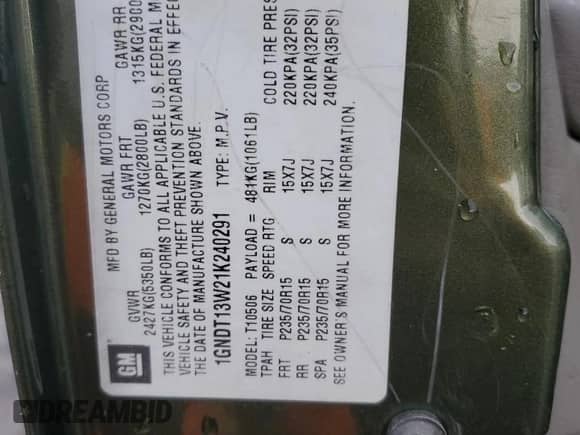 GM
MFD BY GENERAL MOTORS CORP
GVWR GAWR FRT GAWR RR
2427KG(5350LB) 1270KG(2800LB) 1315KG(2900
THIS VEHICLE CONFORMS TO ALL APPLICABLE U.S. FEDERAL M
VEHICLE SAFETY AND THEFT PREVENTION STANDARDS IN EFFE
THE DATE OF MANUFACTURE SHOWN ABOVE.
1GNDT13W21K240291 TYPE: M.P.V.
T10506 PAYLOAD = 481KG(1061LB)
TPAH TIRE SIZE SPEED RTG RIM COLD TIRE PRES
FRT P235/70R15 S 15X7J 220KPA(32PSI)
RR P235/70R15 S 15X7J 220KPA(32PSI)
SPA P235/70R15 S 15X7J 240KPA(35PSI)
SEE OWNER'S MANUAL FOR MORE INFORMATION.
DREAMBID